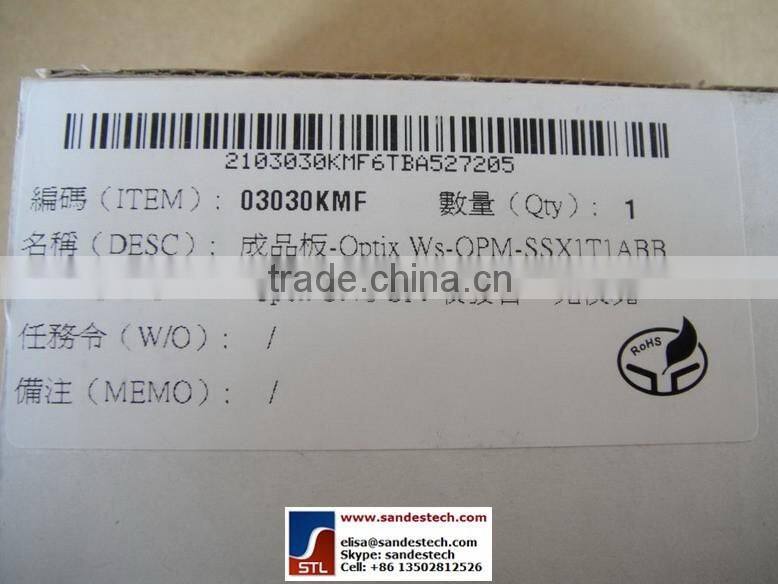 2103030KMF6TBA527205
編碼（ITEM）: 03030KMF 數量（Qty）: 1
名稱（DESC）: 成品板-Optix Ws-OPM-SSX1T1ABB
trade.china.cn
任務令（W/O）: /
備注（MEMO）: /
RoHS
www.sandestech.com
elisa@sandestech.com
Skype: sandestech
Cell: +86 13502812526
STL